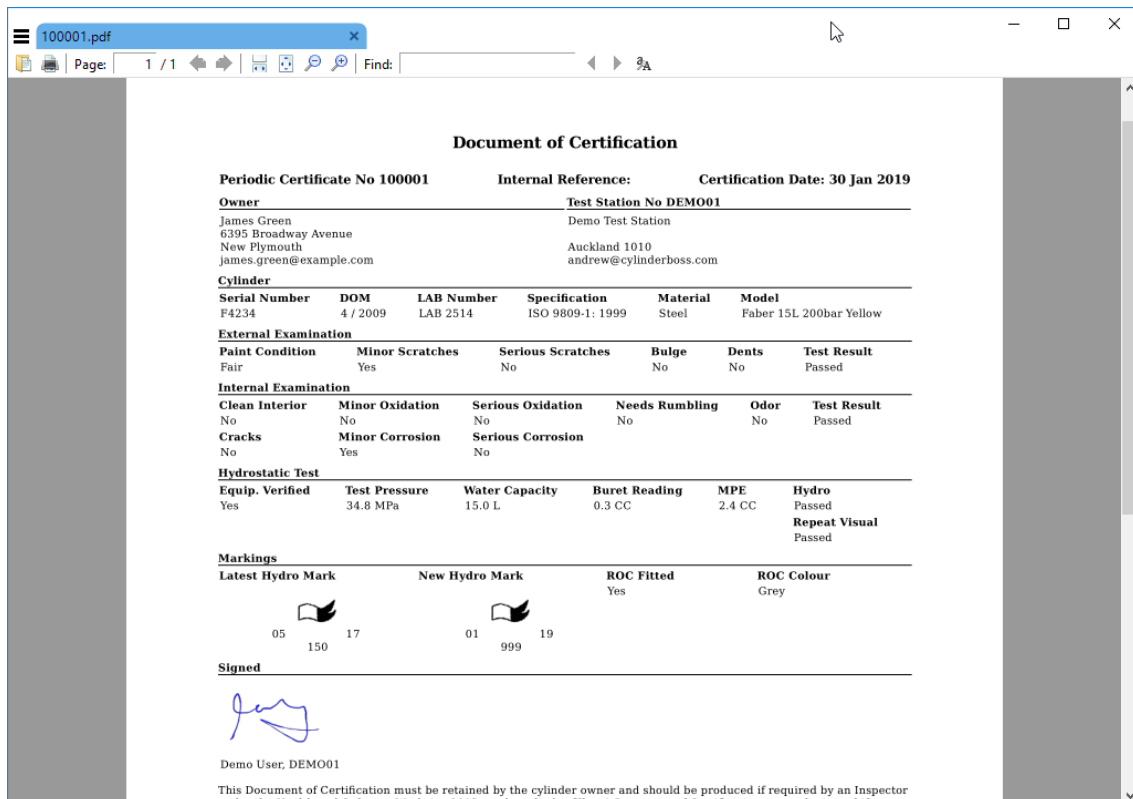 100001.pdf
Page: 1 / 1 Find:
Document of Certification
Periodic Certificate No 100001 Internal Reference: Certification Date: 30 Jan 2019
Owner Test Station No DEMO01
James Green Demo Test Station
6395 Broadway Avenue
New Plymouth Auckland 1010
james.green@example.com andrew@cylinderboss.com
Cylinder
Serial Number DOM LAB Number Specification Material Model
F4234 4 / 2009 LAB 2514 ISO 9809-1: 1999 Steel Faber 15L 200bar Yellow
External Examination
Paint Condition Minor Scratches Serious Scratches Bulge Dents Test Result
Fair Yes No No No Passed
Internal Examination
Clean Interior Minor Oxidation Serious Oxidation Needs Rumbling Odor Test Result
No No No No No Passed
Cracks Minor Corrosion Serious Corrosion
No Yes No
Hydrostatic Test
Equip. Verified Test Pressure Water Capacity Buret Reading MPE Hydro
Yes 34.8 MPa 15.0 L 0.3 CC 2.4 CC Passed
Repeat Visual
Passed
Markings
Latest Hydro Mark New Hydro Mark ROC Fitted ROC Colour
Yes Grey
05 17 01 19
150 999
Signed
Demo User, DEMO01
This Document of Certification must be retained by the cylinder owner and should be produced if required by an Inspector